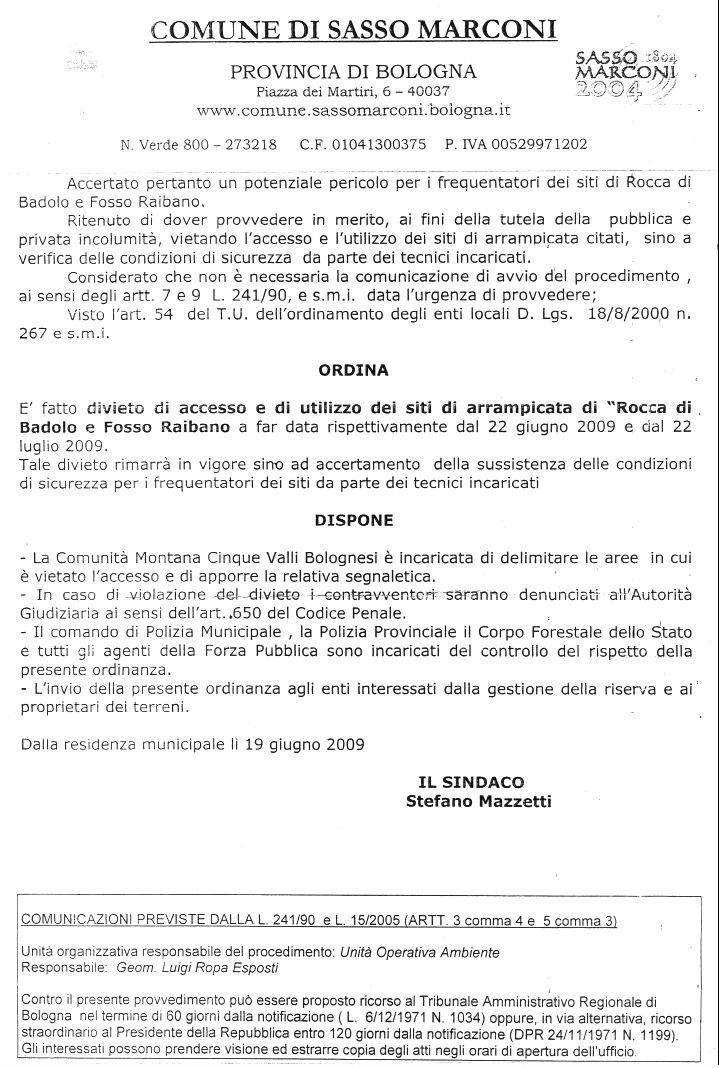 COMUNE DI SASSO MARCONI
PROVINCIA DI BOLOGNA
Piazza dei Martiri, 6 – 40037
www.comune.sassomarconi.bologna.it
SASSO 1894
MARCONI
2004
N. Verde 800 – 273218 C.F. 01041300375 P. IVA 00529971202
Accertato pertanto un potenziale pericolo per i frequentatori dei siti di Rocca di
Badolo e Fosso Raibano.
Ritenuto di dover provvedere in merito, ai fini della tutela della pubblica e
privata incolumità, vietando l'accesso e l'utilizzo dei siti di arrampicata citati, sino a
verifica delle condizioni di sicurezza da parte dei tecnici incaricati.
Considerato che non è necessaria la comunicazione di avvio del procedimento ,
ai sensi degli artt. 7 e 9 L. 241/90, e s.m.i. data l'urgenza di provvedere;
Visto l'art. 54 del T.U. dell'ordinamento degli enti locali D. Lgs. 18/8/2000 n.
267 e s.m.i.
ORDINA
E' fatto divieto di accesso e di utilizzo dei siti di arrampicata di "Rocca di
Badolo e Fosso Raibano a far data rispettivamente dal 22 giugno 2009 e dal 22
luglio 2009.
Tale divieto rimarrà in vigore sino ad accertamento della sussistenza delle condizioni
di sicurezza per i frequentatori dei siti da parte dei tecnici incaricati
DISPONE
- La Comunità Montana Cinque Valli Bolognesi è incaricata di delimitare le aree in cui
è vietato l'accesso e di apporre la relativa segnaletica.
- In caso di violazione del divieto i contravventori saranno denunciati all'Autorità
Giudiziaria ai sensi dell'art. 650 del Codice Penale.
- Il comando di Polizia Municipale , la Polizia Provinciale il Corpo Forestale dello Stato
e tutti gli agenti della Forza Pubblica sono incaricati del controllo del rispetto della
presente ordinanza.
- L'invio della presente ordinanza agli enti interessati dalla gestione della riserva e ai
proprietari dei terreni.
Dalla residenza municipale li 19 giugno 2009
IL SINDACO
Stefano Mazzetti
COMUNICAZIONI PREVISTE DALLA L. 241/90 e L. 15/2005 (ARTT. 3 comma 4 e 5 comma 3)
Unità organizzativa responsabile del procedimento: Unità Operativa Ambiente
Responsabile: Geom. Luigi Ropa Esposti
Contro il presente provvedimento può essere proposto ricorso al Tribunale Amministrativo Regionale di
Bologna nel termine di 60 giorni dalla notificazione ( L. 6/12/1971 N. 1034) oppure, in via alternativa, ricorso
straordinario al Presidente della Repubblica entro 120 giorni dalla notificazione (DPR 24/11/1971 N. 1199).
Gli interessati possono prendere visione ed estrarre copia degli atti negli orari di apertura dell'ufficio.